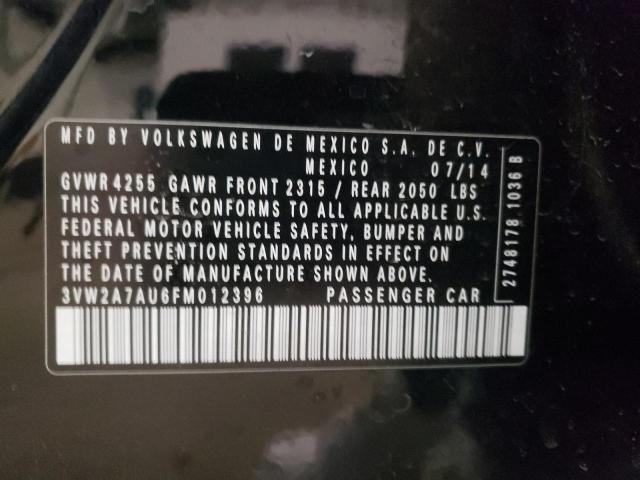 MFD BY VOLKSWAGEN DE MEXICO S.A. DE C.V.
MEXICO 07/14
GVWR 4255 GAWR FRONT 2315 / REAR 2050 LBS
THIS VEHICLE CONFORMS TO ALL APPLICABLE U.S.
FEDERAL MOTOR VEHICLE SAFETY, BUMPER AND
THEFT PREVENTION STANDARDS IN EFFECT ON
THE DATE OF MANUFACTURE SHOWN ABOVE.
3VW2A7AU6FM012396 PASSENGER CAR
2748178 1036 B